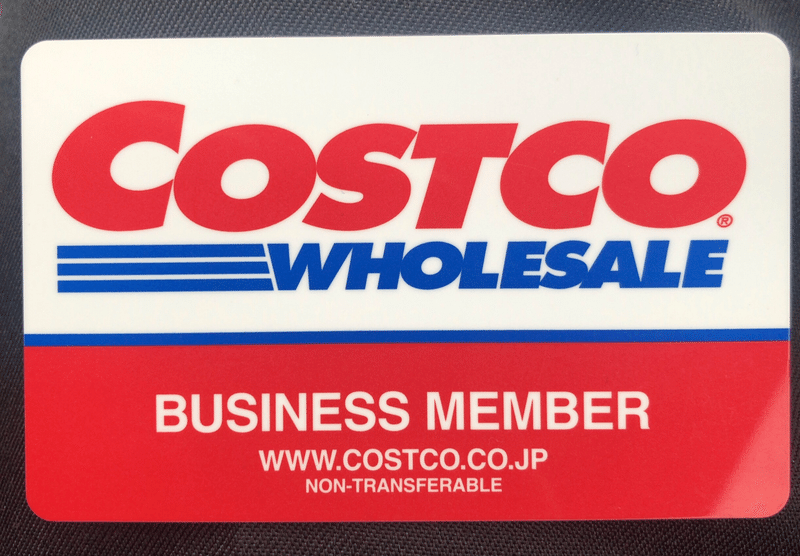 COSTCO®
WHOLESALE
BUSINESS MEMBER
WWW.COSTCO.CO.JP
NON-TRANSFERABLE